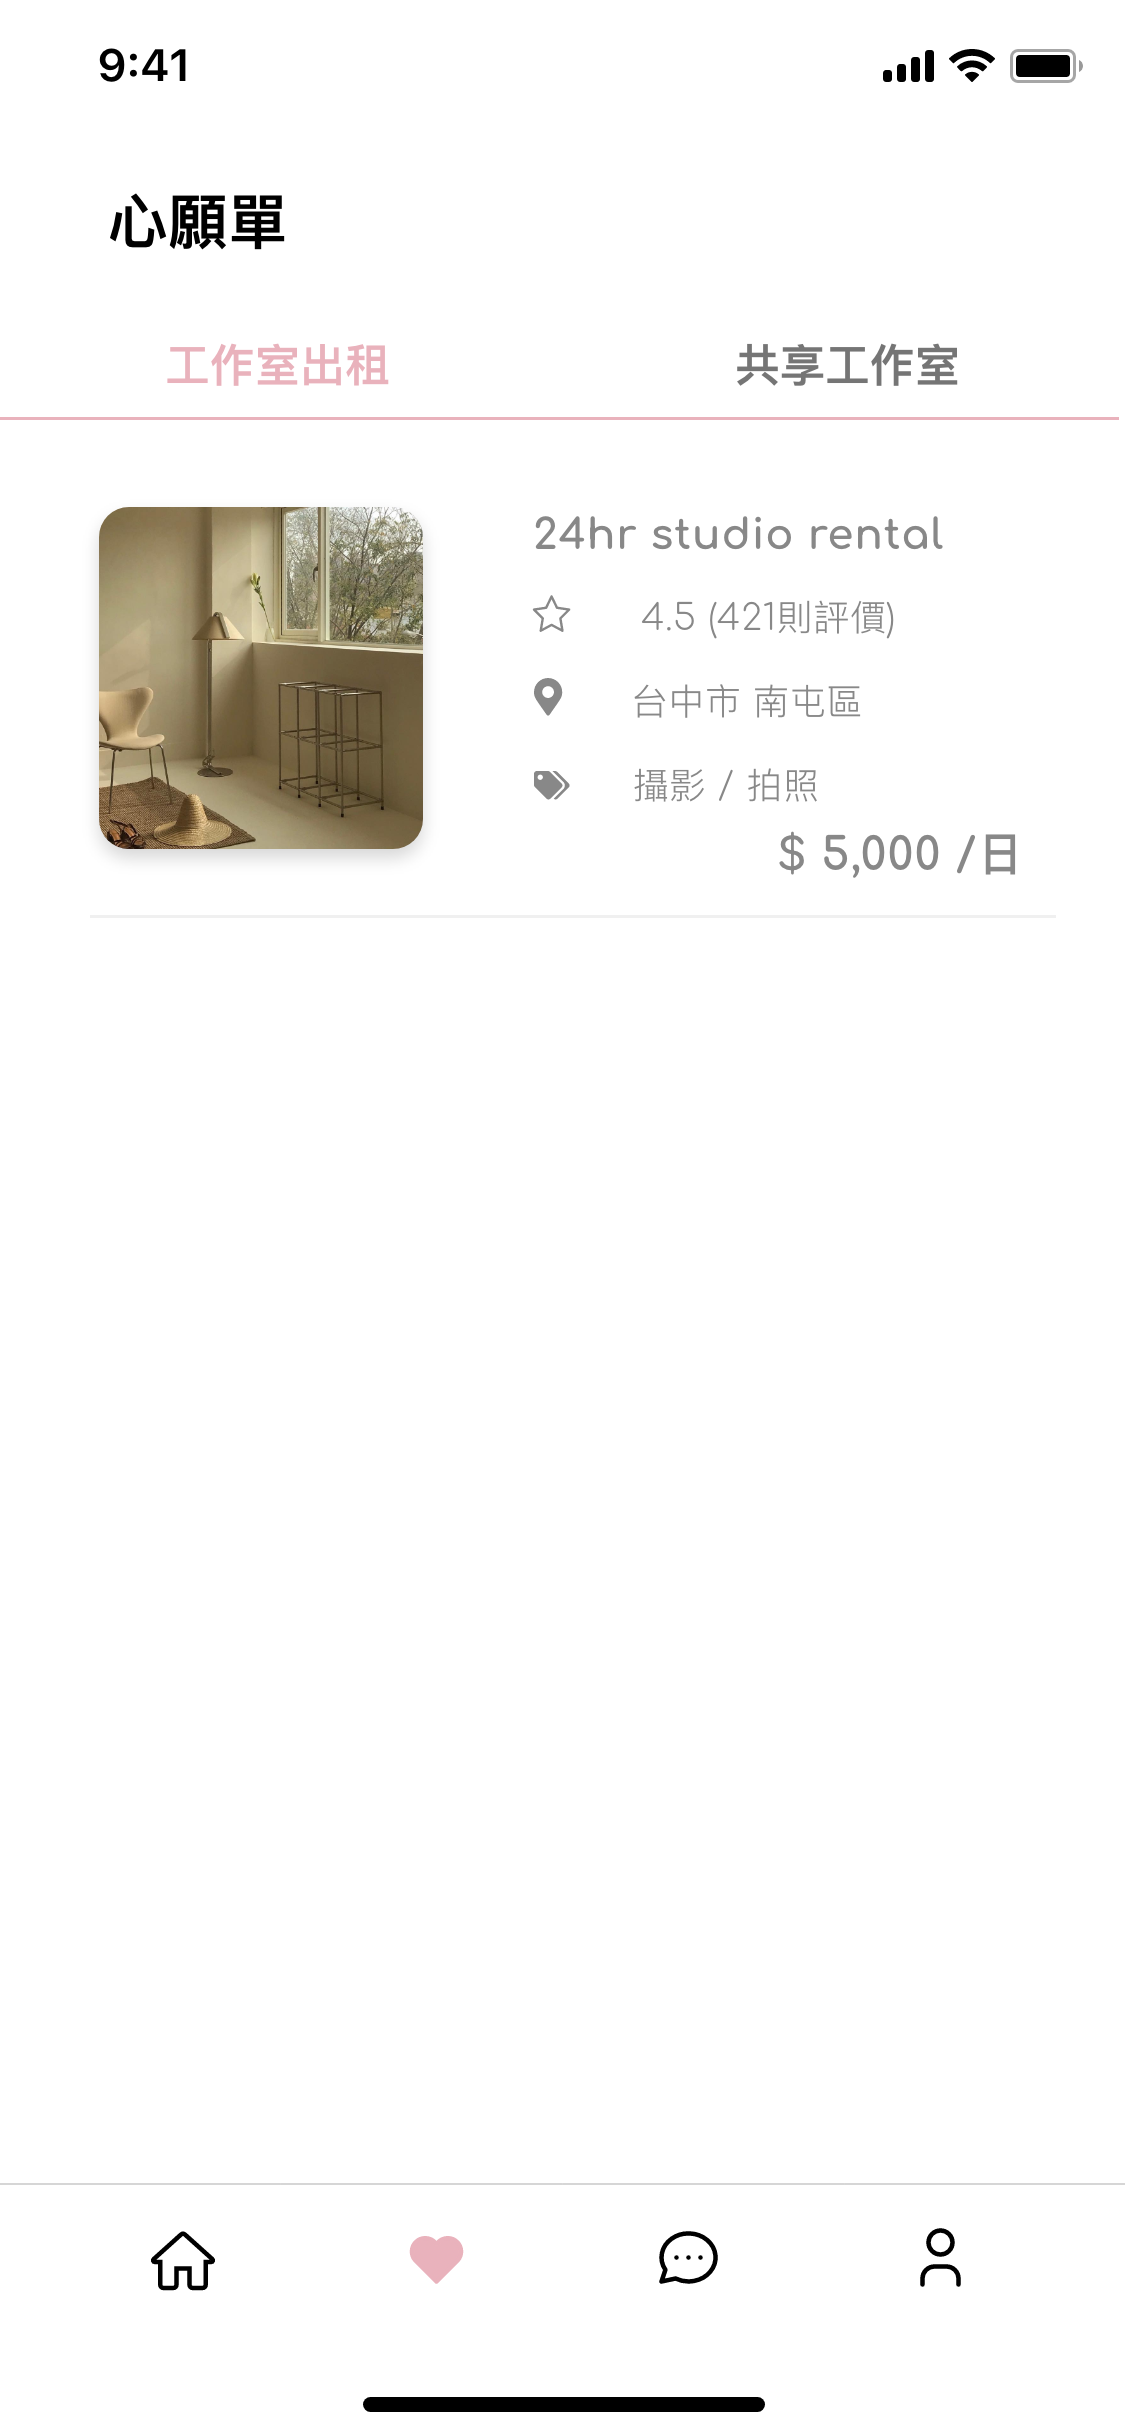 9:41
心願單
工作室出租
共享工作室
24hr studio rental
4.5 (421則評價)
台中市 南屯區
攝影 / 拍照
$ 5,000 /日